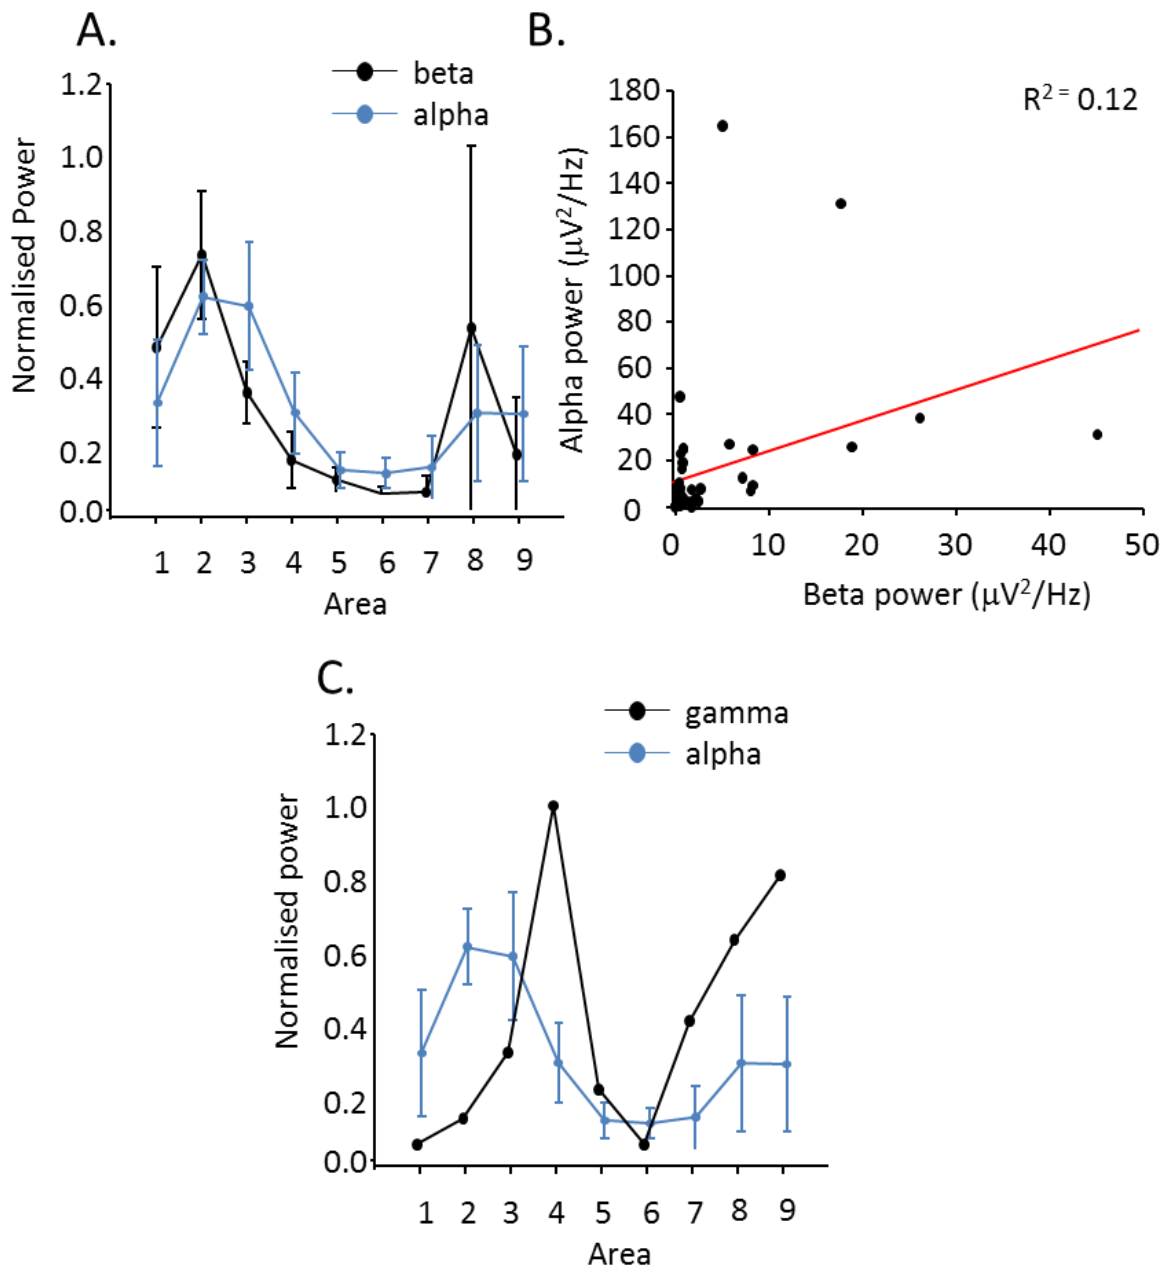 A.
beta
alpha
1.2
1.0
0.8
0.6
0.4
0.2
0.0
Normalised Power
1 2 3 4 5 6 7 8 9
Area
B.
R² = 0.12
180
160
140
120
100
80
60
40
20
0
Alpha power (μV²/Hz)
0 10 20 30 40 50
Beta power (μV²/Hz)
C.
gamma
alpha
1.2
1.0
0.8
0.6
0.4
0.2
0.0
Normalised power
1 2 3 4 5 6 7 8 9
Area